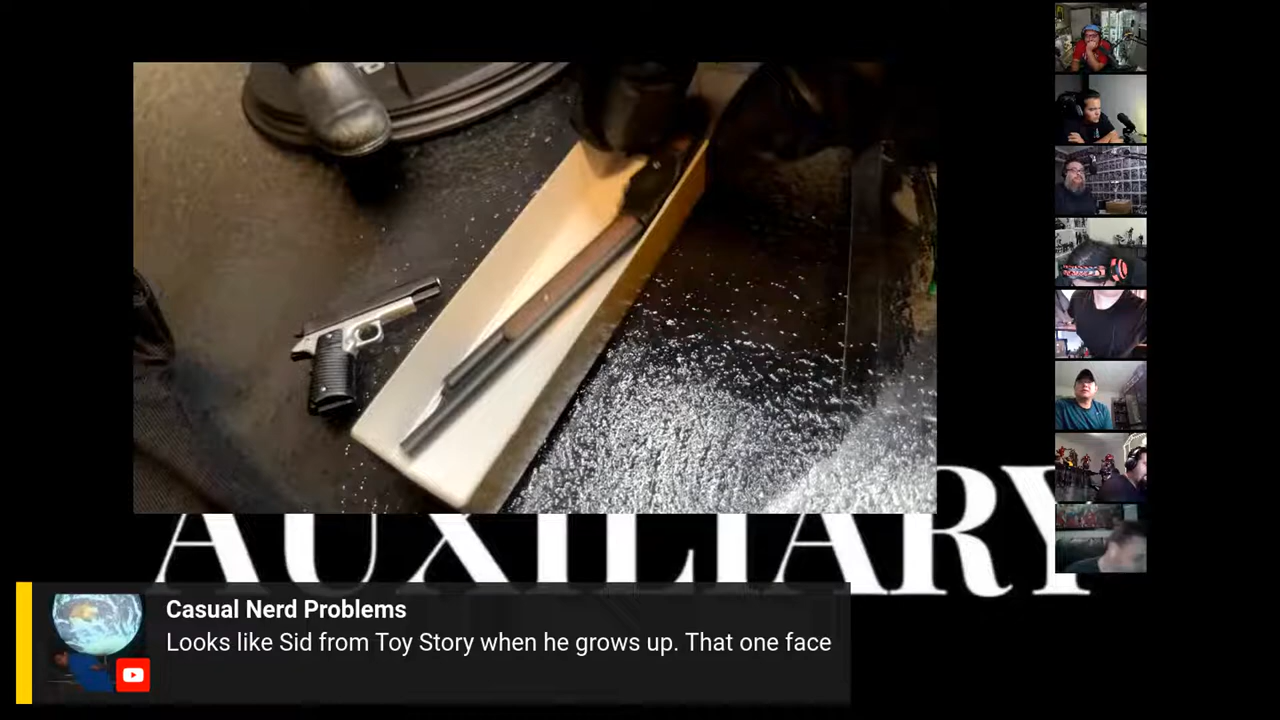 AUXILIARY
Casual Nerd Problems
Looks like Sid from Toy Story when he grows up. That one face